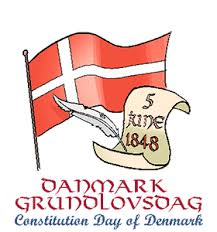 5
June
1848
DANMARK
GRUNDLOVSDAG
Constitution Day of Denmark